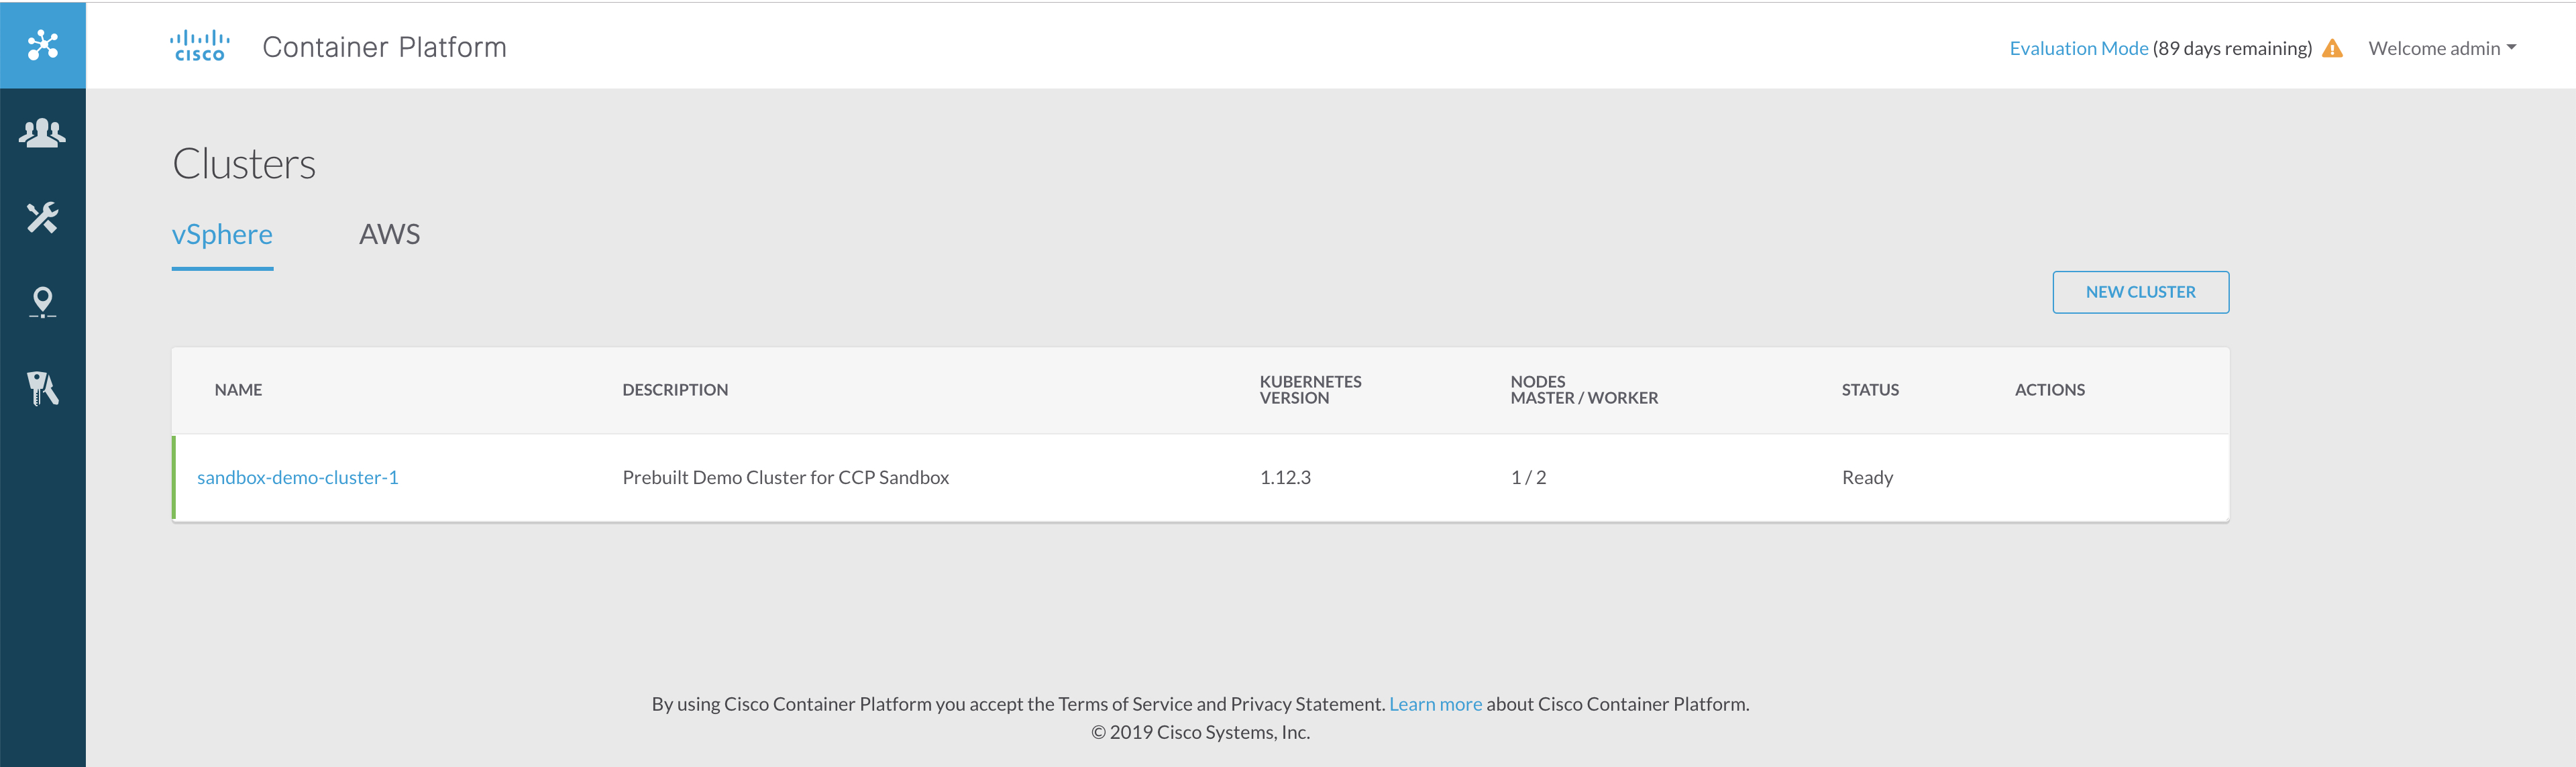 CISCO Container Platform
Evaluation Mode (89 days remaining) Welcome admin
Clusters
vSphere AWS
NEW CLUSTER
NAME DESCRIPTION KUBERNETES VERSION NODES MASTER / WORKER STATUS ACTIONS
sandbox-demo-cluster-1 Prebuilt Demo Cluster for CCP Sandbox 1.12.3 1 / 2 Ready
By using Cisco Container Platform you accept the Terms of Service and Privacy Statement. Learn more about Cisco Container Platform.
© 2019 Cisco Systems, Inc.